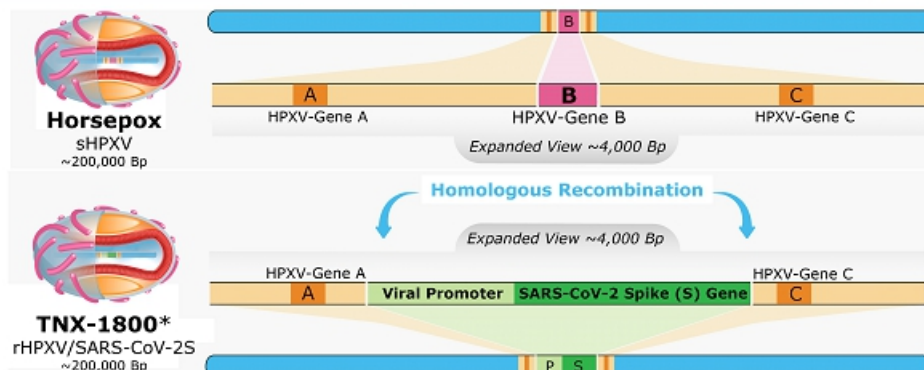 B
A
B
C
HPXV-Gene A
HPXV-Gene B
HPXV-Gene C
Horsepox
sHPXV
~200,000 Bp
Expanded View ~4,000 Bp
Homologous Recombination
Expanded View ~4,000 Bp
HPXV-Gene A
HPXV-Gene C
A
Viral Promoter
SARS-CoV-2 Spike (S) Gene
C
TNX-1800*
rHPXV/SARS-CoV-2S
~200,000 Bp
P
S